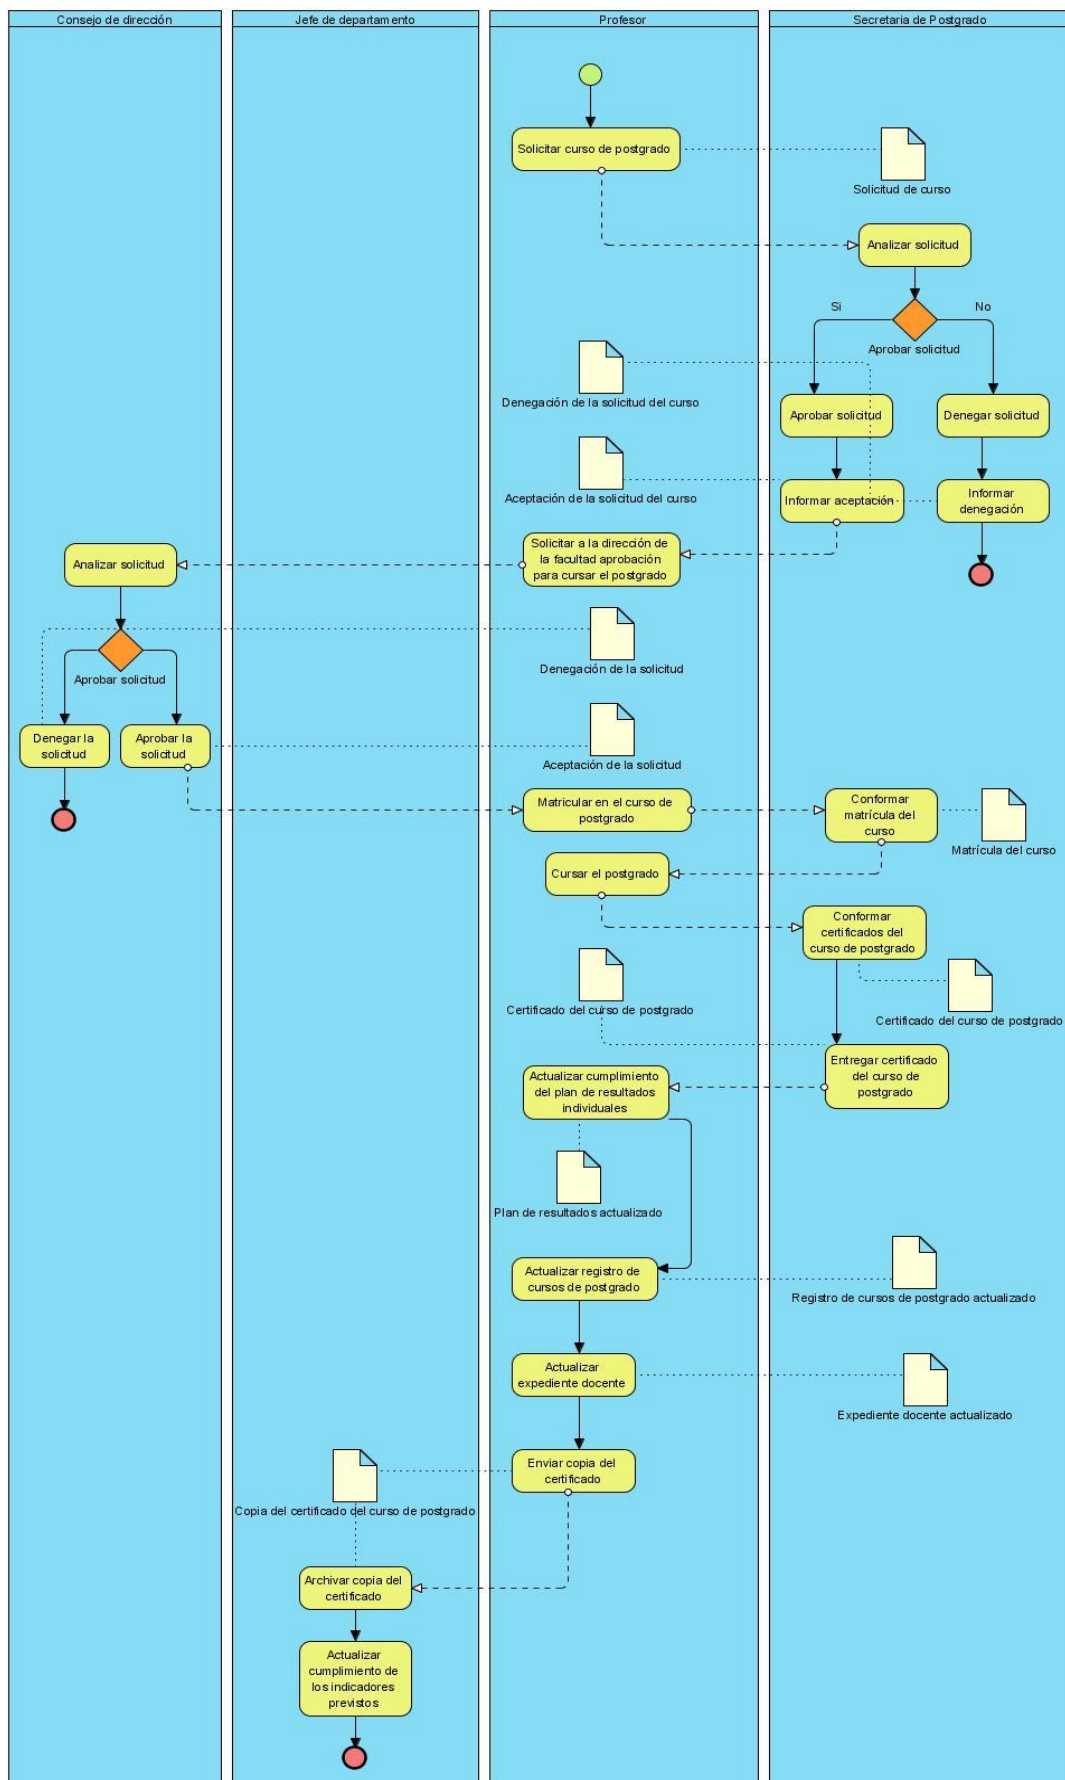 Consejo de dirección
Jefe de departamento
Profesor
Secretaria de Postgrado
Solicitar curso de postgrado
Solicitud de curso
Analizar solicitud
Si
No
Aprobar solicitud
Denegación de la solicitud del curso
Aprobar solicitud
Denegar solicitud
Aceptación de la solicitud del curso
Informar aceptación
Informar
denegación
Solicitar a la dirección de
la facultad aprobación
para cursar el postgrado
Analizar solicitud
Aprobar solicitud
Denegación de la solicitud
Denegar la
solicitud
Aprobar la
solicitud
Aceptación de la solicitud
Matricular en el curso de
postgrado
Conformar
matrícula del
curso
Matrícula del curso
Cursar el postgrado
Conformar
certificados del
curso de postgrado
Certificado del curso de postgrado
Certificado del curso de postgrado
Entregar certificado
del curso de
postgrado
Actualizar cumplimiento
del plan de resultados
individuales
Plan de resultados actualizado
Actualizar registro de
cursos de postgrado
Registro de cursos de postgrado actualizado
Actualizar
expediente docente
Expediente docente actualizado
Enviar copia del
certificado
Copia del certificado del curso de postgrado
Archivar copia del
certificado
Actualizar
cumplimiento de
los indicadores
previstos